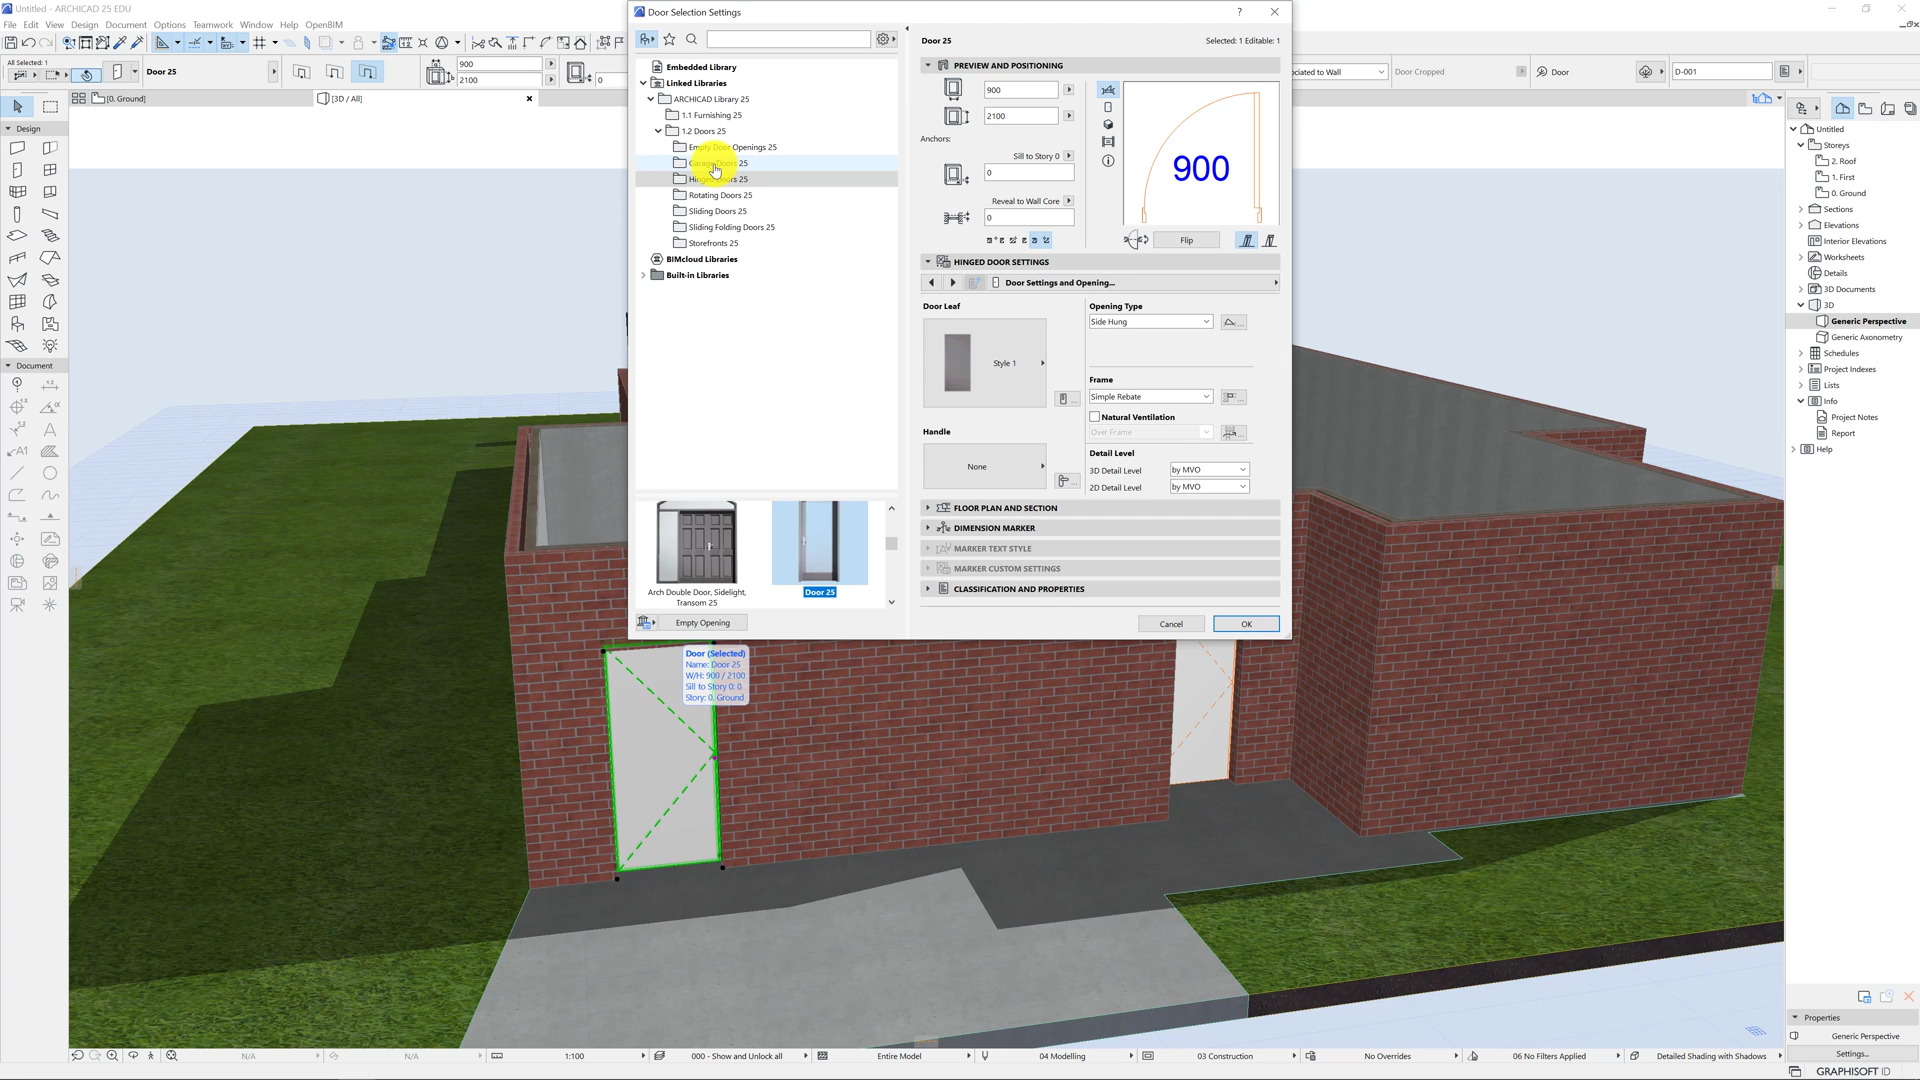 Untitled - ARCHICAD 25 EDU
File Edit View Design Document Options Teamwork Window Help OpenBIM
All Selected: 1
Door 25
900
2100
0
[0. Ground]
[3D / All]
Door Selection Settings
?
Embedded Library
Linked Libraries
ARCHICAD Library 25
1.1 Furnishing 25
1.2 Doors 25
Empty Door Openings 25
Garage Doors 25
Hinged Doors 25
Rotating Doors 25
Sliding Doors 25
Sliding Folding Doors 25
Storefronts 25
BIMcloud Libraries
Built-in Libraries
Arch Double Door, Sidelight, Transom 25
Door 25
Empty Opening
Door 25
Selected: 1 Editable: 1
PREVIEW AND POSITIONING
900
2100
Anchors:
Sill to Story 0
0
Reveal to Wall Core
0
900
Flip
HINGED DOOR SETTINGS
Door Settings and Opening...
Door Leaf
Style 1
Handle
None
Opening Type
Side Hung
Frame
Simple Rebate
Natural Ventilation
Over Frame
Detail Level
3D Detail Level
by MVO
2D Detail Level
by MVO
FLOOR PLAN AND SECTION
DIMENSION MARKER
MARKER TEXT STYLE
MARKER CUSTOM SETTINGS
CLASSIFICATION AND PROPERTIES
Cancel
OK
ociated to Wall
Door Cropped
Door
D-001
Design
Document
Door (Selected)
Name: Door 25
W/H: 900 / 2100
Sill to Story 0: 0
Story: 0. Ground
Untitled
Storeys
2. Roof
1. First
0. Ground
Sections
Elevations
Interior Elevations
Worksheets
Details
3D Documents
3D
Generic Perspective
Generic Axonometry
Schedules
Project Indexes
Lists
Info
Project Notes
Report
Help
Properties
Generic Perspective
Settings...
GRAPHISOFT ID
N/A
N/A
1:100
000 - Show and Unlock all
Entire Model
04 Modelling
03 Construction
No Overrides
06 No Filters Applied
Detailed Shading with Shadows